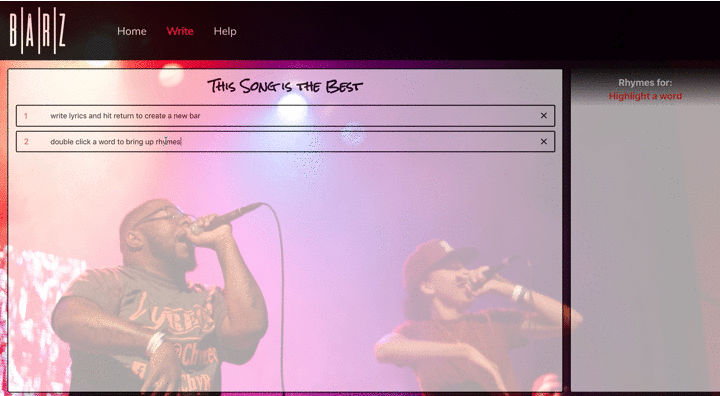 B|A|R|Z
Home Write Help
This Song is the Best
Rhymes for:
Highlight a word
1 write lyrics and hit return to create a new bar ×
2 double click a word to bring up rhymes ×